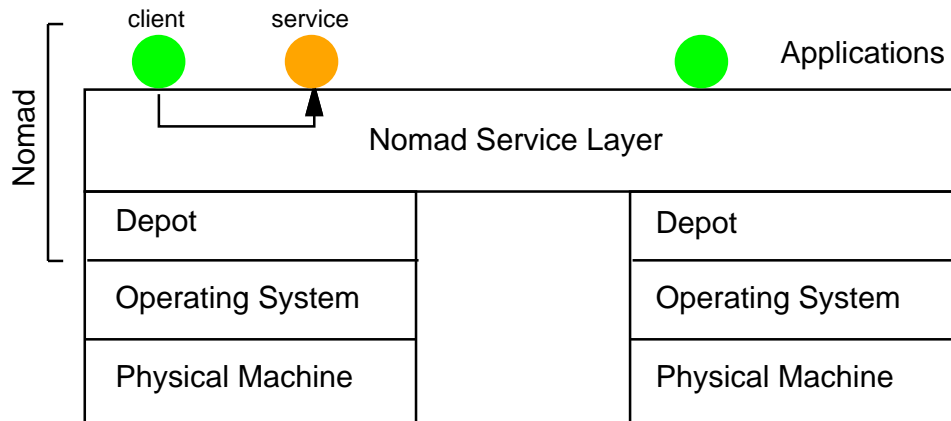 client service
Applications
Nomad
Nomad Service Layer
Depot Depot
Operating System Operating System
Physical Machine Physical Machine